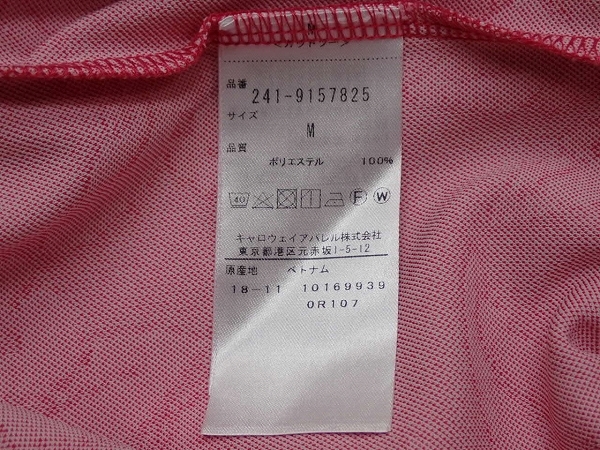 品番
241-9157825
サイズ
M
品質
ポリエステル 100%
40 F W
キャロウェイアパレル株式会社
東京都港区元赤坂1-5-12
原産地 ベトナム
18-11 10169939
0R107